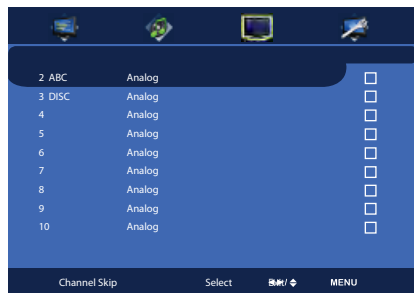 2 ABC Analog
3 DISC Analog
4 Analog
5 Analog
6 Analog
7 Analog
8 Analog
9 Analog
10 Analog
Channel Skip Select MENU